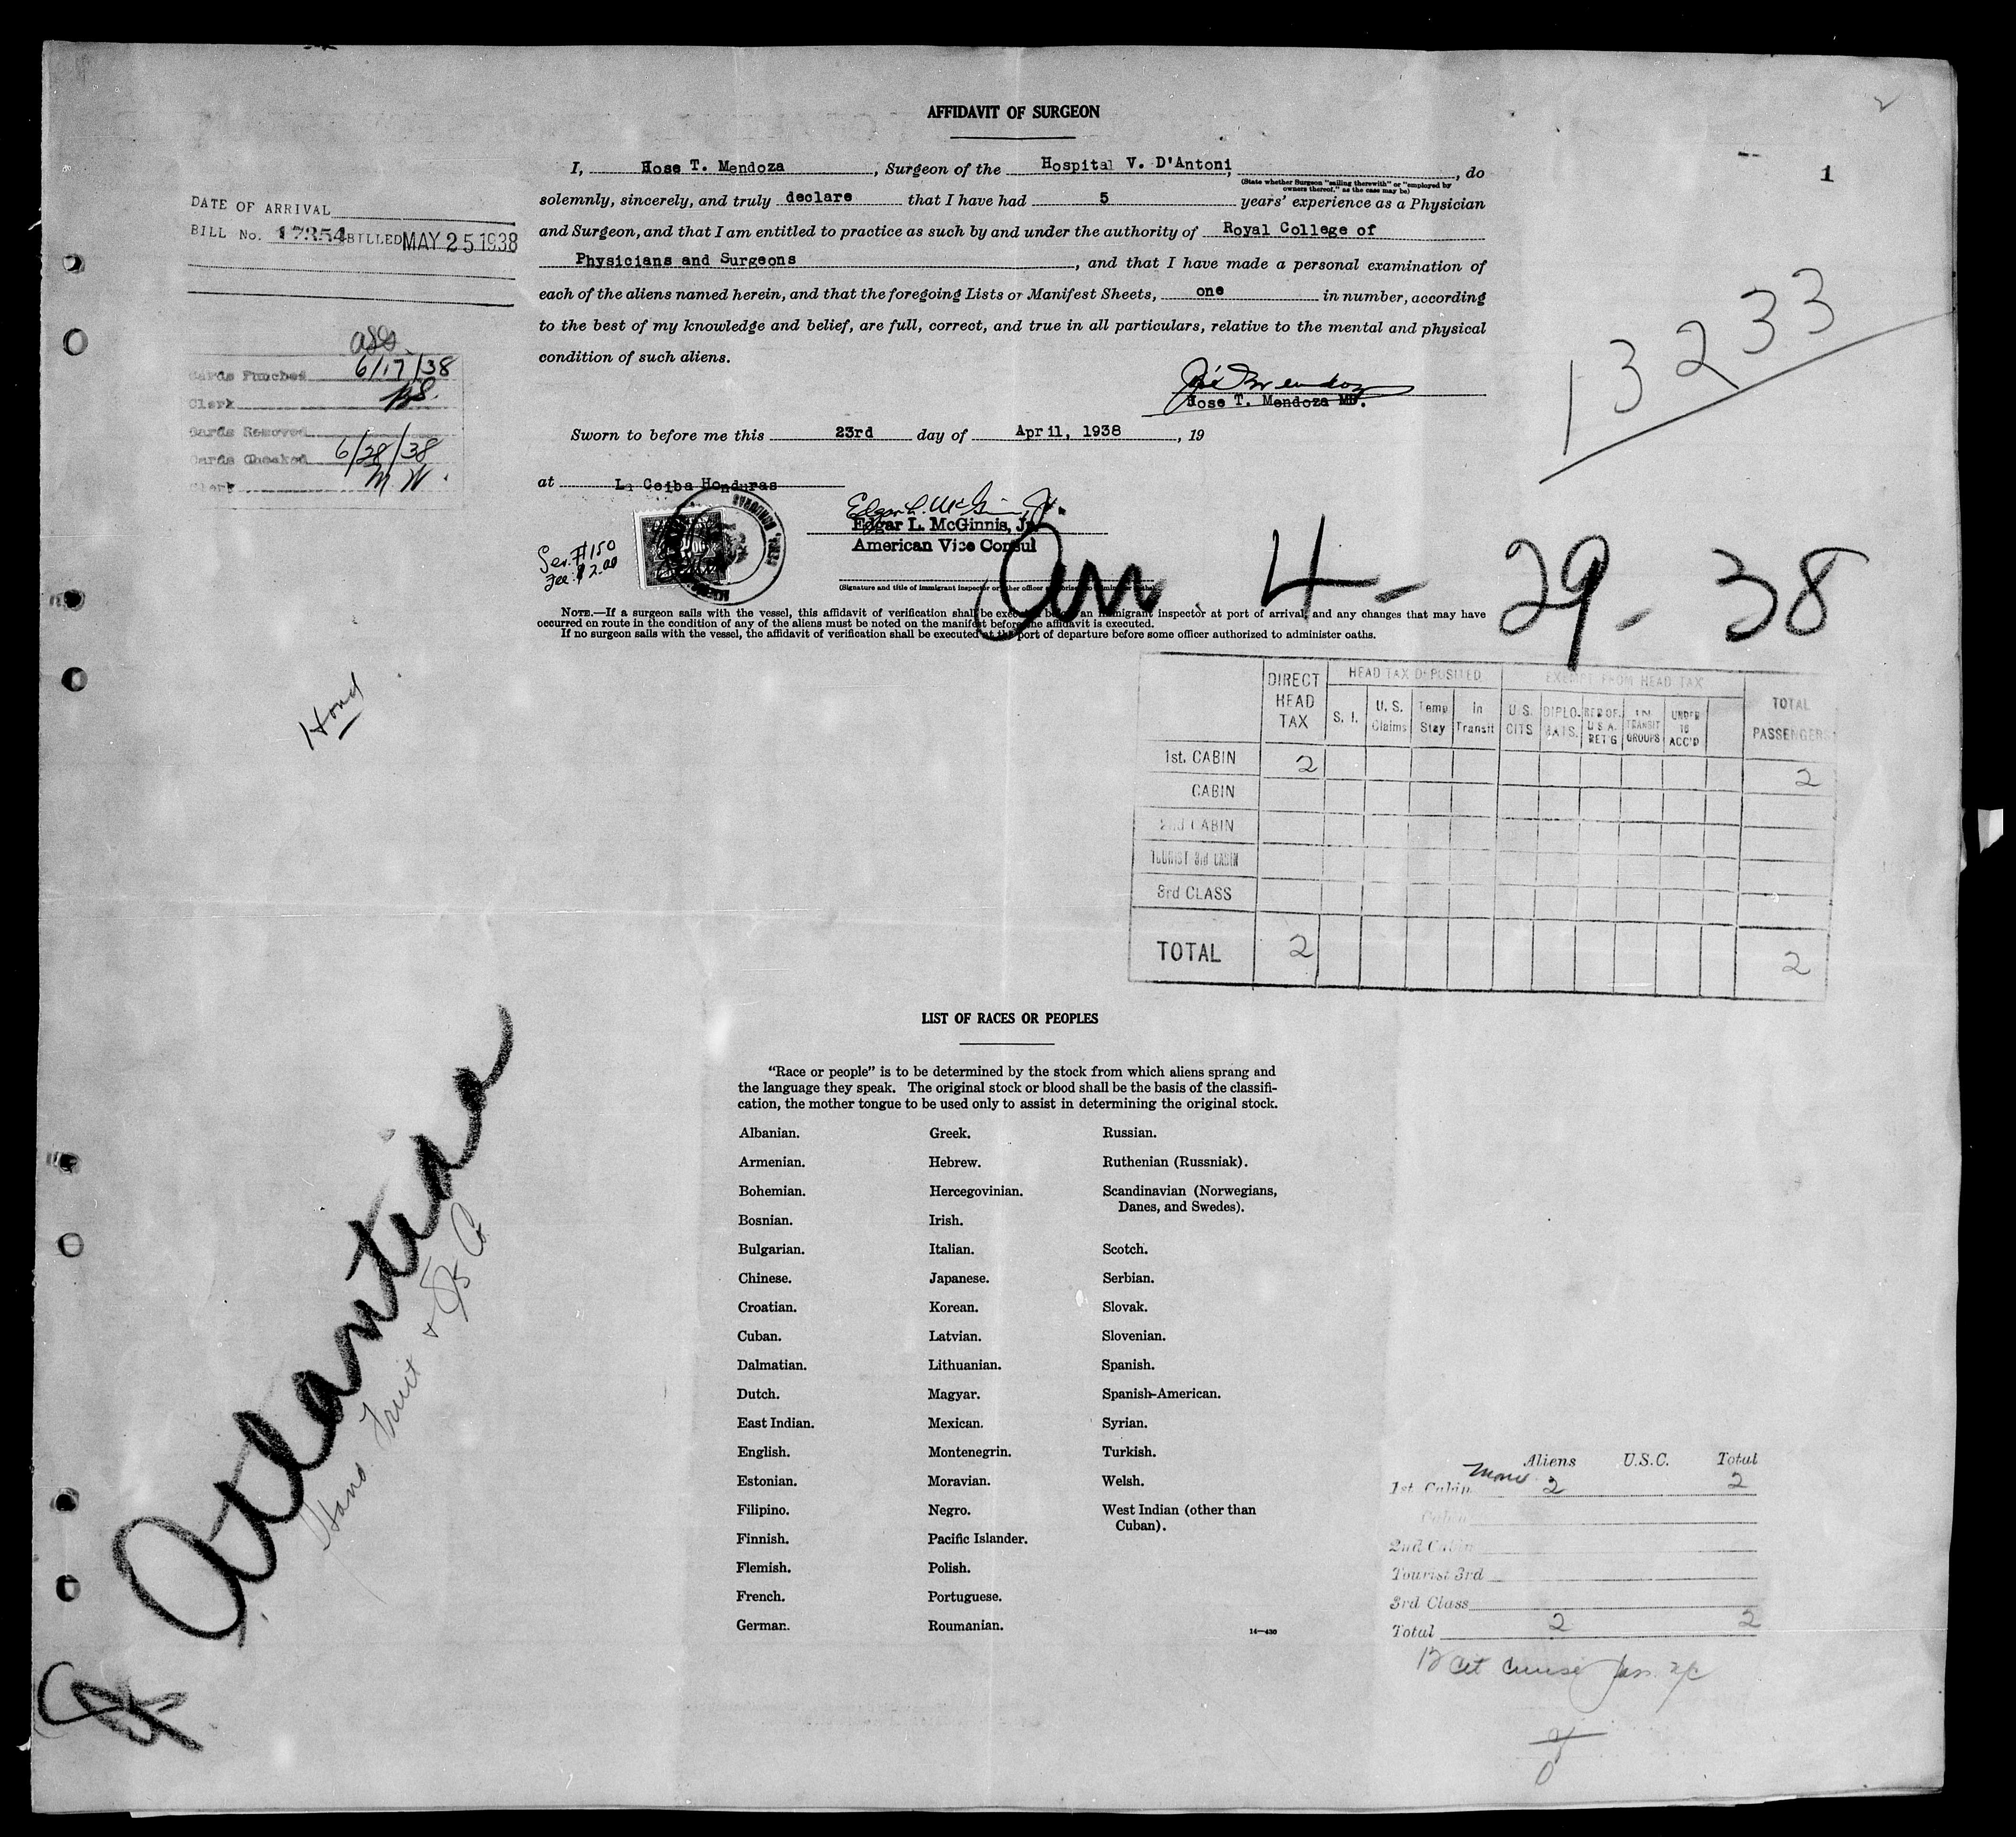 AFFIDAVIT OF SURGEON
1
I, Hose T. Mendoza, Surgeon of the Hospital V. D'Antoni, do
(State whether Surgeon "sailing therewith" or "employed by
owners thereof," as the case may be)
solemnly, sincerely, and truly declare that I have had 5 years' experience as a Physician
and Surgeon, and that I am entitled to practice as such by and under the authority of Royal College of
Physicians and Surgeons, and that I have made a personal examination of
each of the aliens named herein, and that the foregoing Lists or Manifest Sheets, one in number, according
to the best of my knowledge and belief, are full, correct, and true in all particulars, relative to the mental and physical
condition of such aliens.
Hose T. Mendoza MD.
Sworn to before me this 23rd day of April, 1938, 19
at La Ceiba Honduras
Edgar L. McGinnis, Jr.
Edgar L. McGinnis, Jr.
American Vice Consul
Ser. # 150
Fee: $ 2.00
(Signature and title of immigrant inspector or other officer
NOTE.—If a surgeon sails with the vessel, this affidavit of verification shall be executed before an immigrant inspector at port of arrival, and any changes that may have
occurred en route in the condition of any of the aliens must be noted on the manifest before the affidavit is executed.
If no surgeon sails with the vessel, the affidavit of verification shall be executed at the port of departure before some officer authorized to administer oaths.
DATE OF ARRIVAL
BILL No. 17354 BILLED MAY 25 1938
Cards Punched 6/17/38
Clerk
Cards Removed
Cards Checked 6/28/38
Clerk M W.
13233
4-29-38
Hond
DIRECT HEAD TAX
HEAD TAX DEPOSITED
EXEMPT FROM HEAD TAX
TOTAL PASSENGERS
S. I. U. S. Claims Temp Stay In Transit U.S. CITS DIPLO-MATS. RES OF. U.S.A. RET'G IN TRANSIT GROUPS UNDER 16 ACC'D
1st. CABIN 2 2
CABIN
2nd CABIN
TOURIST 3rd CABIN
3rd CLASS
TOTAL 2 2
LIST OF RACES OR PEOPLES
"Race or people" is to be determined by the stock from which aliens sprang and
the language they speak. The original stock or blood shall be the basis of the classifi-
cation, the mother tongue to be used only to assist in determining the original stock.
Albanian. Greek. Russian.
Armenian. Hebrew. Ruthenian (Russniak).
Bohemian. Hercegovinian. Scandinavian (Norwegians,
Danes, and Swedes).
Bosnian. Irish.
Bulgarian. Italian. Scotch.
Chinese. Japanese. Serbian.
Croatian. Korean. Slovak.
Cuban. Latvian. Slovenian.
Dalmatian. Lithuanian. Spanish.
Dutch. Magyar. Spanish-American.
East Indian. Mexican. Syrian.
English. Montenegrin. Turkish.
Estonian. Moravian. Welsh.
Filipino. Negro. West Indian (other than
Cuban).
Finnish. Pacific Islander.
Flemish. Polish.
French. Portuguese.
German. Roumanian.
14—430
Atlantida
Hond. Fruit & SS Co
Aliens U.S.C. Total
1st. Cabin 2 2
Cabin
2nd Cabin
Tourist 3rd
3rd Class
Total 2 2